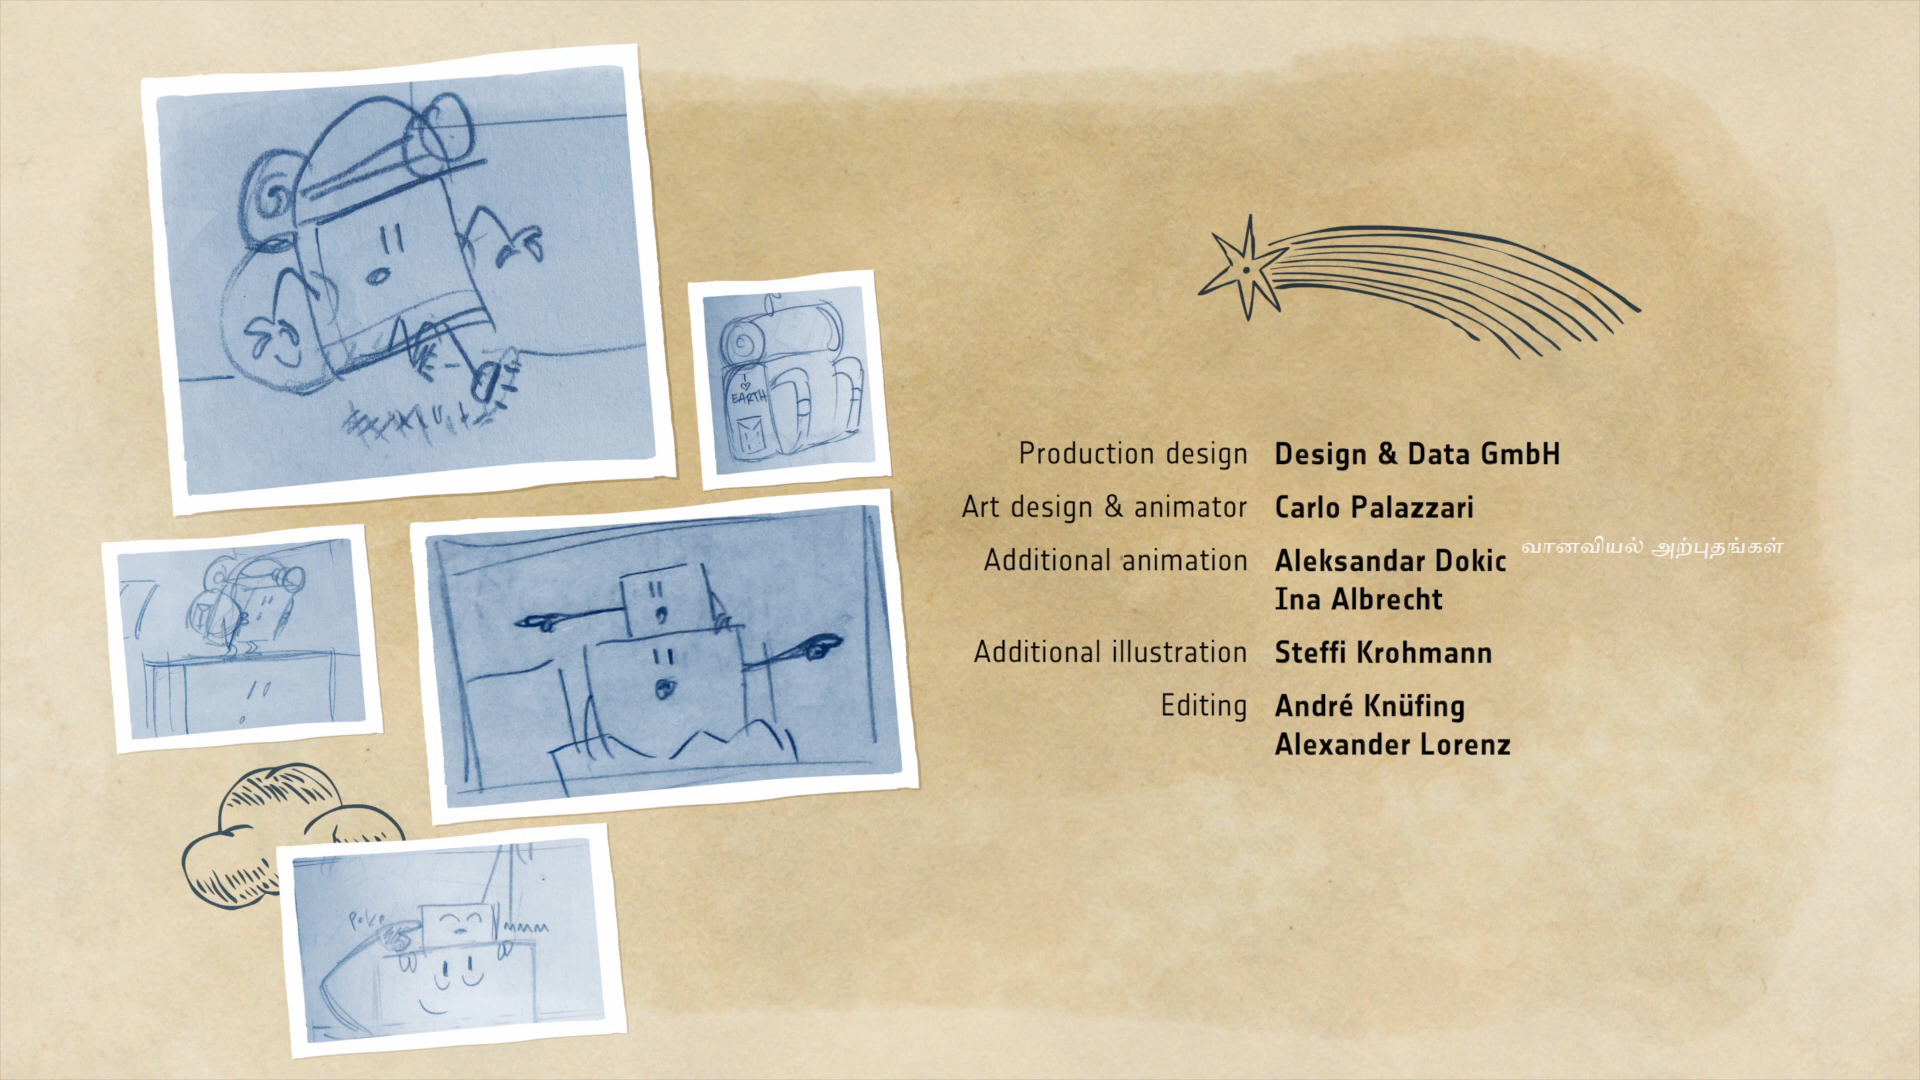 I
EARTH
Production design Design & Data GmbH
Art design & animator Carlo Palazzari
Additional animation Aleksandar Dokic
Ina Albrecht
வானவியல் அற்புதங்கள்
Additional illustration Steffi Krohmann
Editing André Knüfing
Alexander Lorenz